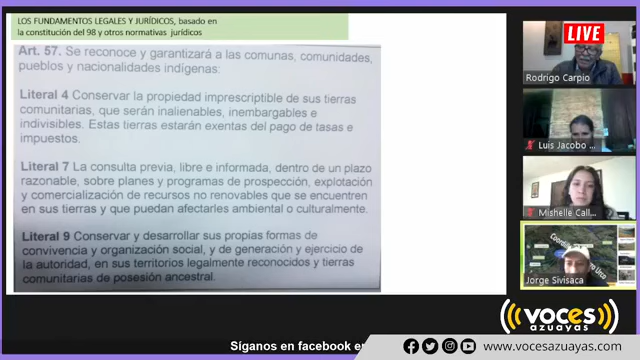 LOS FUNDAMENTOS LEGALES Y JURÍDICOS, basado en
la constitución del 98 y otros normativas jurídicos
Art. 57. Se reconoce y garantizará a las comunas, comunidades,
pueblos y nacionalidades indígenas:
Literal 4 Conservar la propiedad imprescriptible de sus tierras
comunitarias, que serán inalienables, inembargables e
indivisibles. Estas tierras estarán exentas del pago de tasas e
impuestos.
Literal 7 La consulta previa, libre e informada, dentro de un plazo
razonable, sobre planes y programas de prospección, explotación
y comercialización de recursos no renovables que se encuentren
en sus tierras y que puedan afectarles ambiental o culturalmente.
Literal 9 Conservar y desarrollar sus propias formas de
convivencia y organización social, y de generación y ejercicio de
la autoridad, en sus territorios legalmente reconocidos y tierras
comunitarias de posesión ancestral.
LIVE
Rodrigo Carpio
Luis Jacobo ...
Mishelle Call...
Jorge Sivisaca
voces
azuayas
Síganos en facebook e
www.vocesazuayas.com